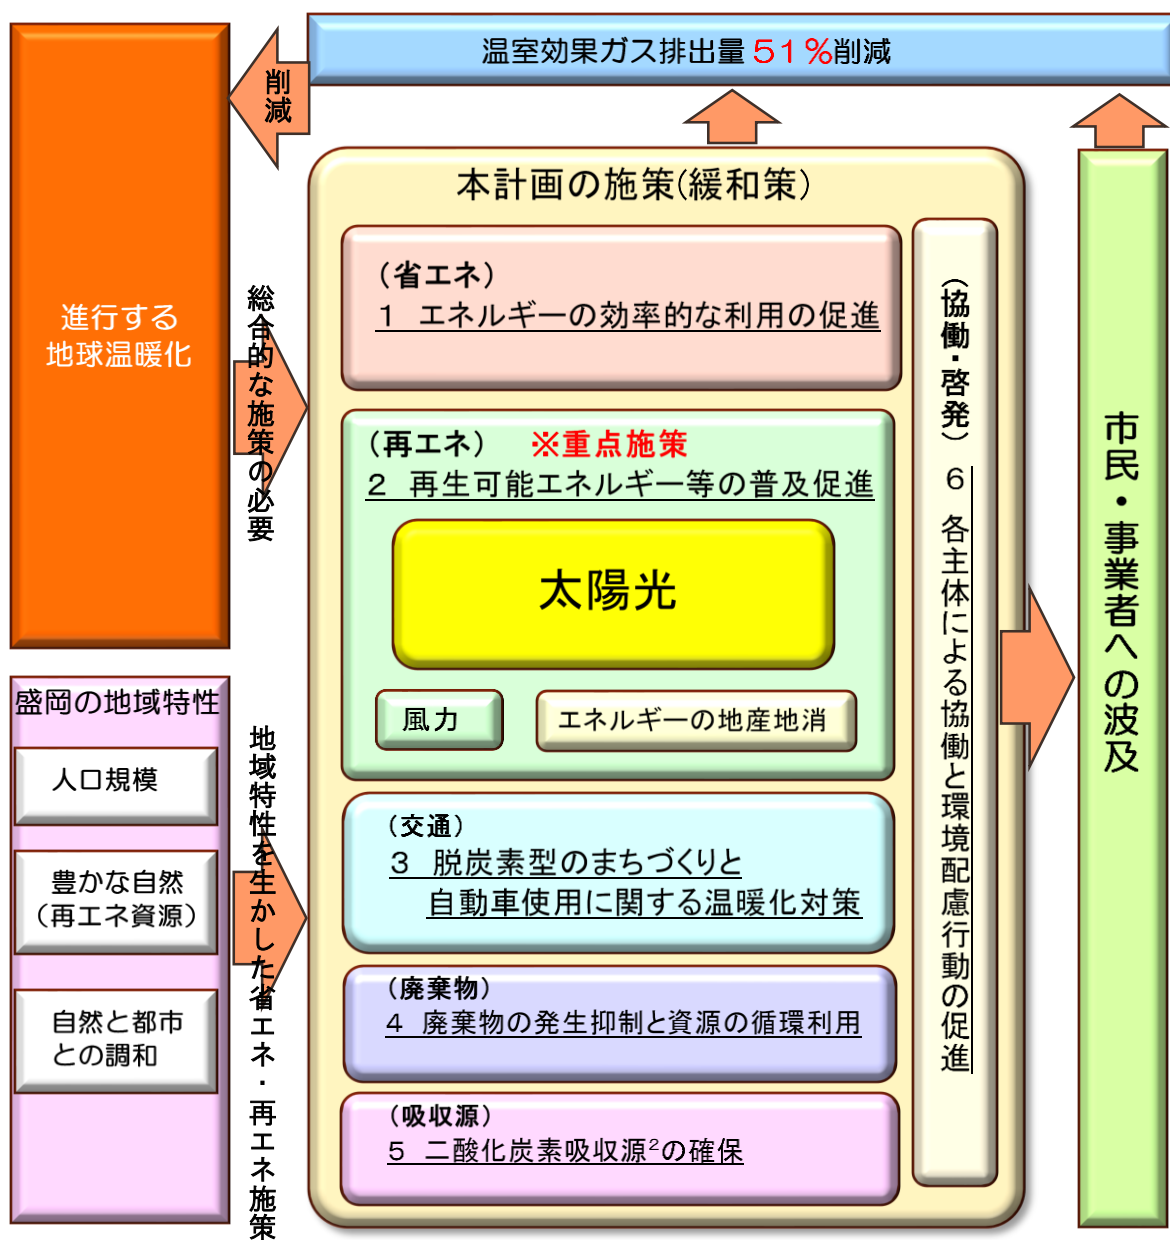 温室効果ガス排出量51%削減
削減
進行する
地球温暖化
総合的な施策の必要
本計画の施策(緩和策)
(省エネ)
1 エネルギーの効率的な利用の促進
(再エネ) ※重点施策
2 再生可能エネルギー等の普及促進
太陽光
風力
エネルギーの地産地消
(交通)
3 脱炭素型のまちづくりと
自動車使用に関する温暖化対策
(廃棄物)
4 廃棄物の発生抑制と資源の循環利用
(吸収源)
5 二酸化炭素吸収源²の確保
(協働・啓発) 6 各主体による協働と環境配慮行動の促進
市民・事業者への波及
盛岡の地域特性
人口規模
豊かな自然
(再エネ資源)
自然と都市
との調和
地域特性を生かした省エネ・再エネ施策